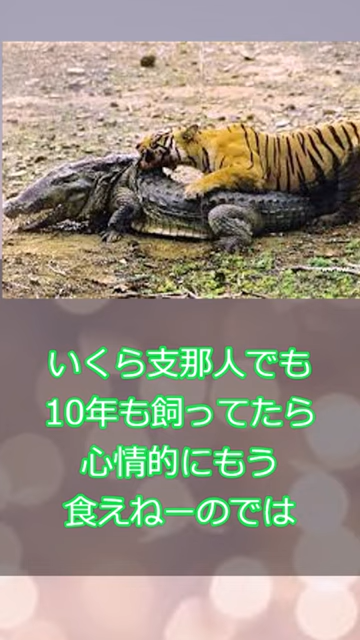 いくら支那人でも
10年も飼ってたら
心情的にもう
食えねーのでは